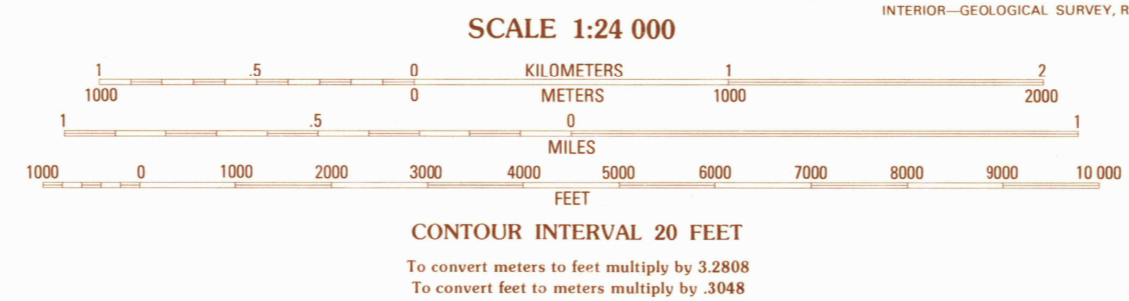 INTERIOR—GEOLOGICAL SURVEY, R
SCALE 1:24 000
1 .5 0 KILOMETERS 1 2
1000 0 METERS 1000 2000
1 .5 0 1
MILES
1000 0 1000 2000 3000 4000 5000 6000 7000 8000 9000 10 000
FEET
CONTOUR INTERVAL 20 FEET
To convert meters to feet multiply by 3.2808
To convert feet to meters multiply by .3048